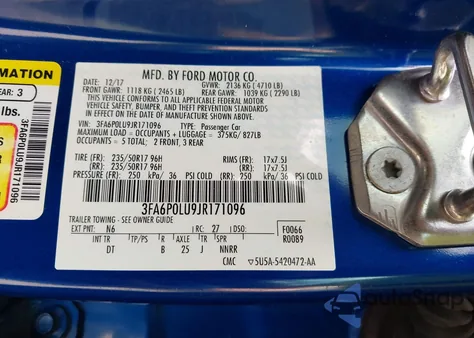 MFD. BY FORD MOTOR CO.
DATE: 12/17 GVWR: 2136 KG (4710 LB)
FRONT GAWR: 1118 KG (2465 LB) REAR GAWR: 1039 KG (2290 LB)
THIS VEHICLE CONFORMS TO ALL APPLICABLE FEDERAL MOTOR
VEHICLE SAFETY, BUMPER, AND THEFT PREVENTION
STANDARDS IN EFFECT ON THE DATE OF
MANUFACTURE SHOWN ABOVE.
VIN: 3FA6P0LU9JR171096 TYPE: Passenger Car
MAXIMUM LOAD = OCCUPANTS + LUGGAGE = 375KG/827LB
OCCUPANTS = 5 TOTAL: 2 FRONT, 3 REAR
TIRE (FR): 235/50R17 96H RIMS (FR): 17x7.5J
TIRE (RR): 235/50R17 96H RIMS (RR): 17x7.5J
PRESSURE (FR): 250 kPa/ 36 PSI COLD (RR): 250 kPa/ 36 PSI COLD
3FA6P0LU9JR171096
TRAILER TOWING - SEE OWNER GUIDE
EXT PNT: N6 RC: 27 DSO: F0066
INT TR TP/PS R AXLE TR SPR R0089
DT B 25 J NNRR
CMC 5U5A-5420472-AA
MATION
EAR: 3
lbs.
3FA6P0LU9JR171096
AutoSnap